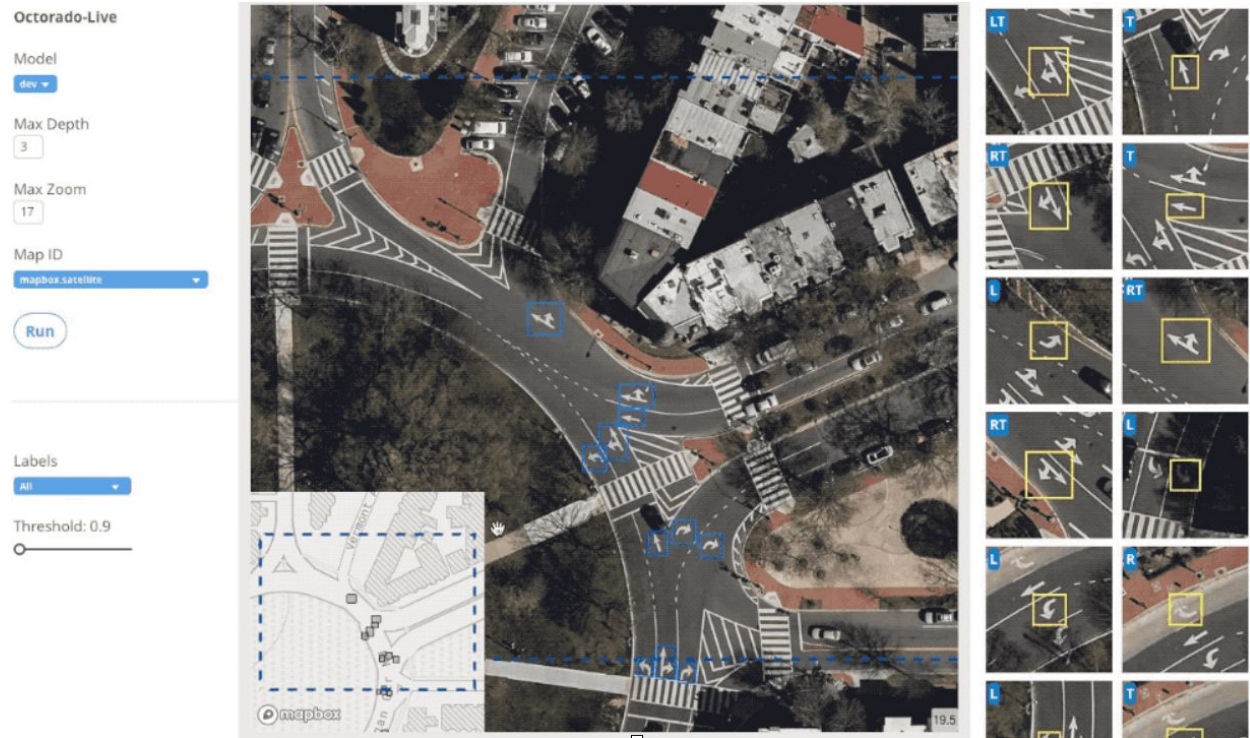 Octorado-Live
Model
dev
Max Depth
3
Max Zoom
17
Map ID
mapbox.satellite
Run
Labels
All
Threshold: 0.9
Vermont
mapbox
19.5
LT
T
RT
T
L
RT
RT
L
L
R
L
T